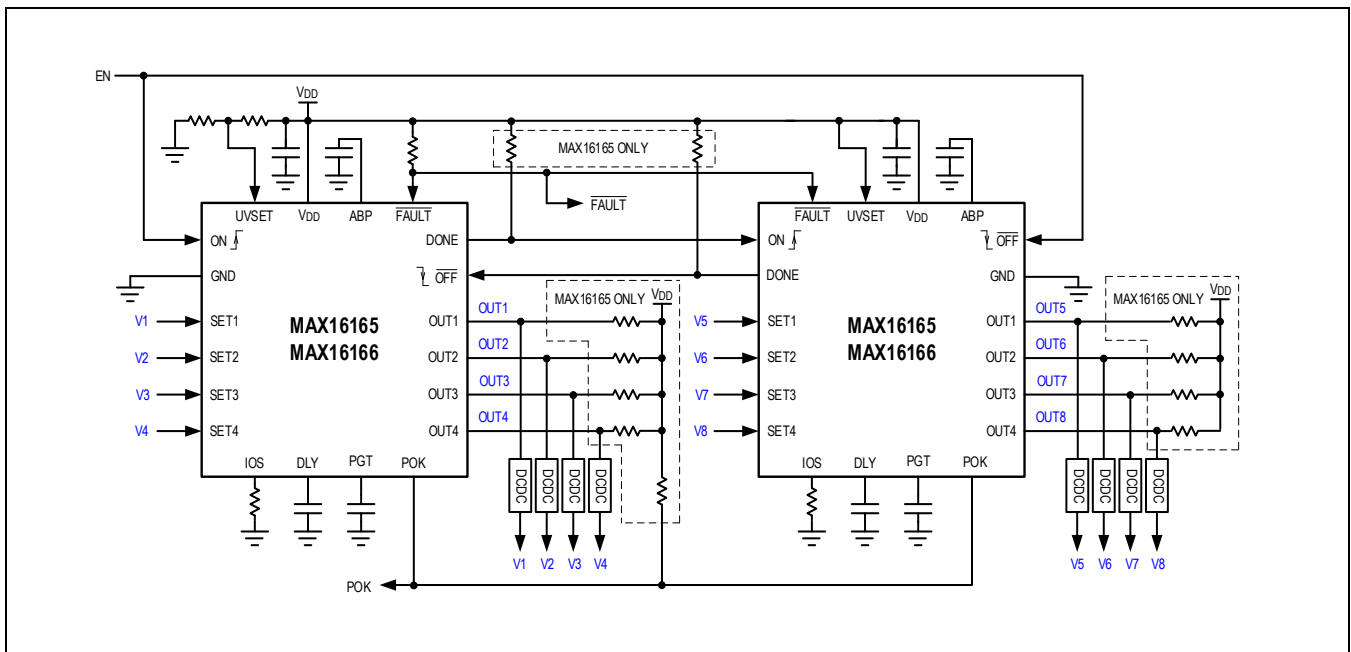 EN
VDD
MAX16165 ONLY
FAULT
UVSET VDD ABP FAULT
ON DONE
GND OFF
V1 SET1 OUT1 OUT1
V2 SET2 OUT2 OUT2
V3 SET3 OUT3 OUT3
V4 SET4 OUT4 OUT4
MAX16165
MAX16166
IOS DLY PGT POK
MAX16165 ONLY VDD
DCDC DCDC DCDC DCDC
V1 V2 V3 V4
FAULT UVSET VDD ABP
ON OFF
DONE GND
V5 SET1 OUT1 OUT5
V6 SET2 OUT2 OUT6
V7 SET3 OUT3 OUT7
V8 SET4 OUT4 OUT8
MAX16165
MAX16166
IOS DLY PGT POK
MAX16165 ONLY VDD
DCDC DCDC DCDC DCDC
V5 V6 V7 V8
POK